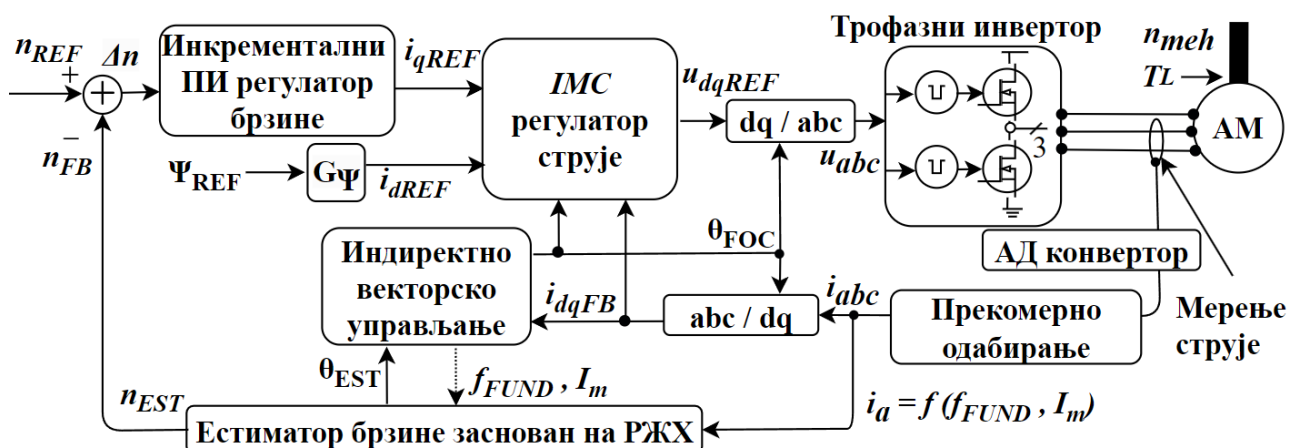 n_REF
+
Δn
−
n_FB
Инкрементални
ПИ регулатор
брзине
i_qREF
Ψ_REF
G_Ψ
i_dREF
IMC
регулатор
струје
u_dqREF
dq / abc
u_abc
Трофазни инвертор
3
n_meh
T_L
АМ
θ_FOC
Индиректно
векторско
управљање
i_dqFB
abc / dq
i_abc
АД конвертор
Прекомерно
одабирање
Мерење
струје
θ_EST
f_FUND , I_m
n_EST
Естиматор брзине заснован на РЖХ
i_a = f (f_FUND , I_m)